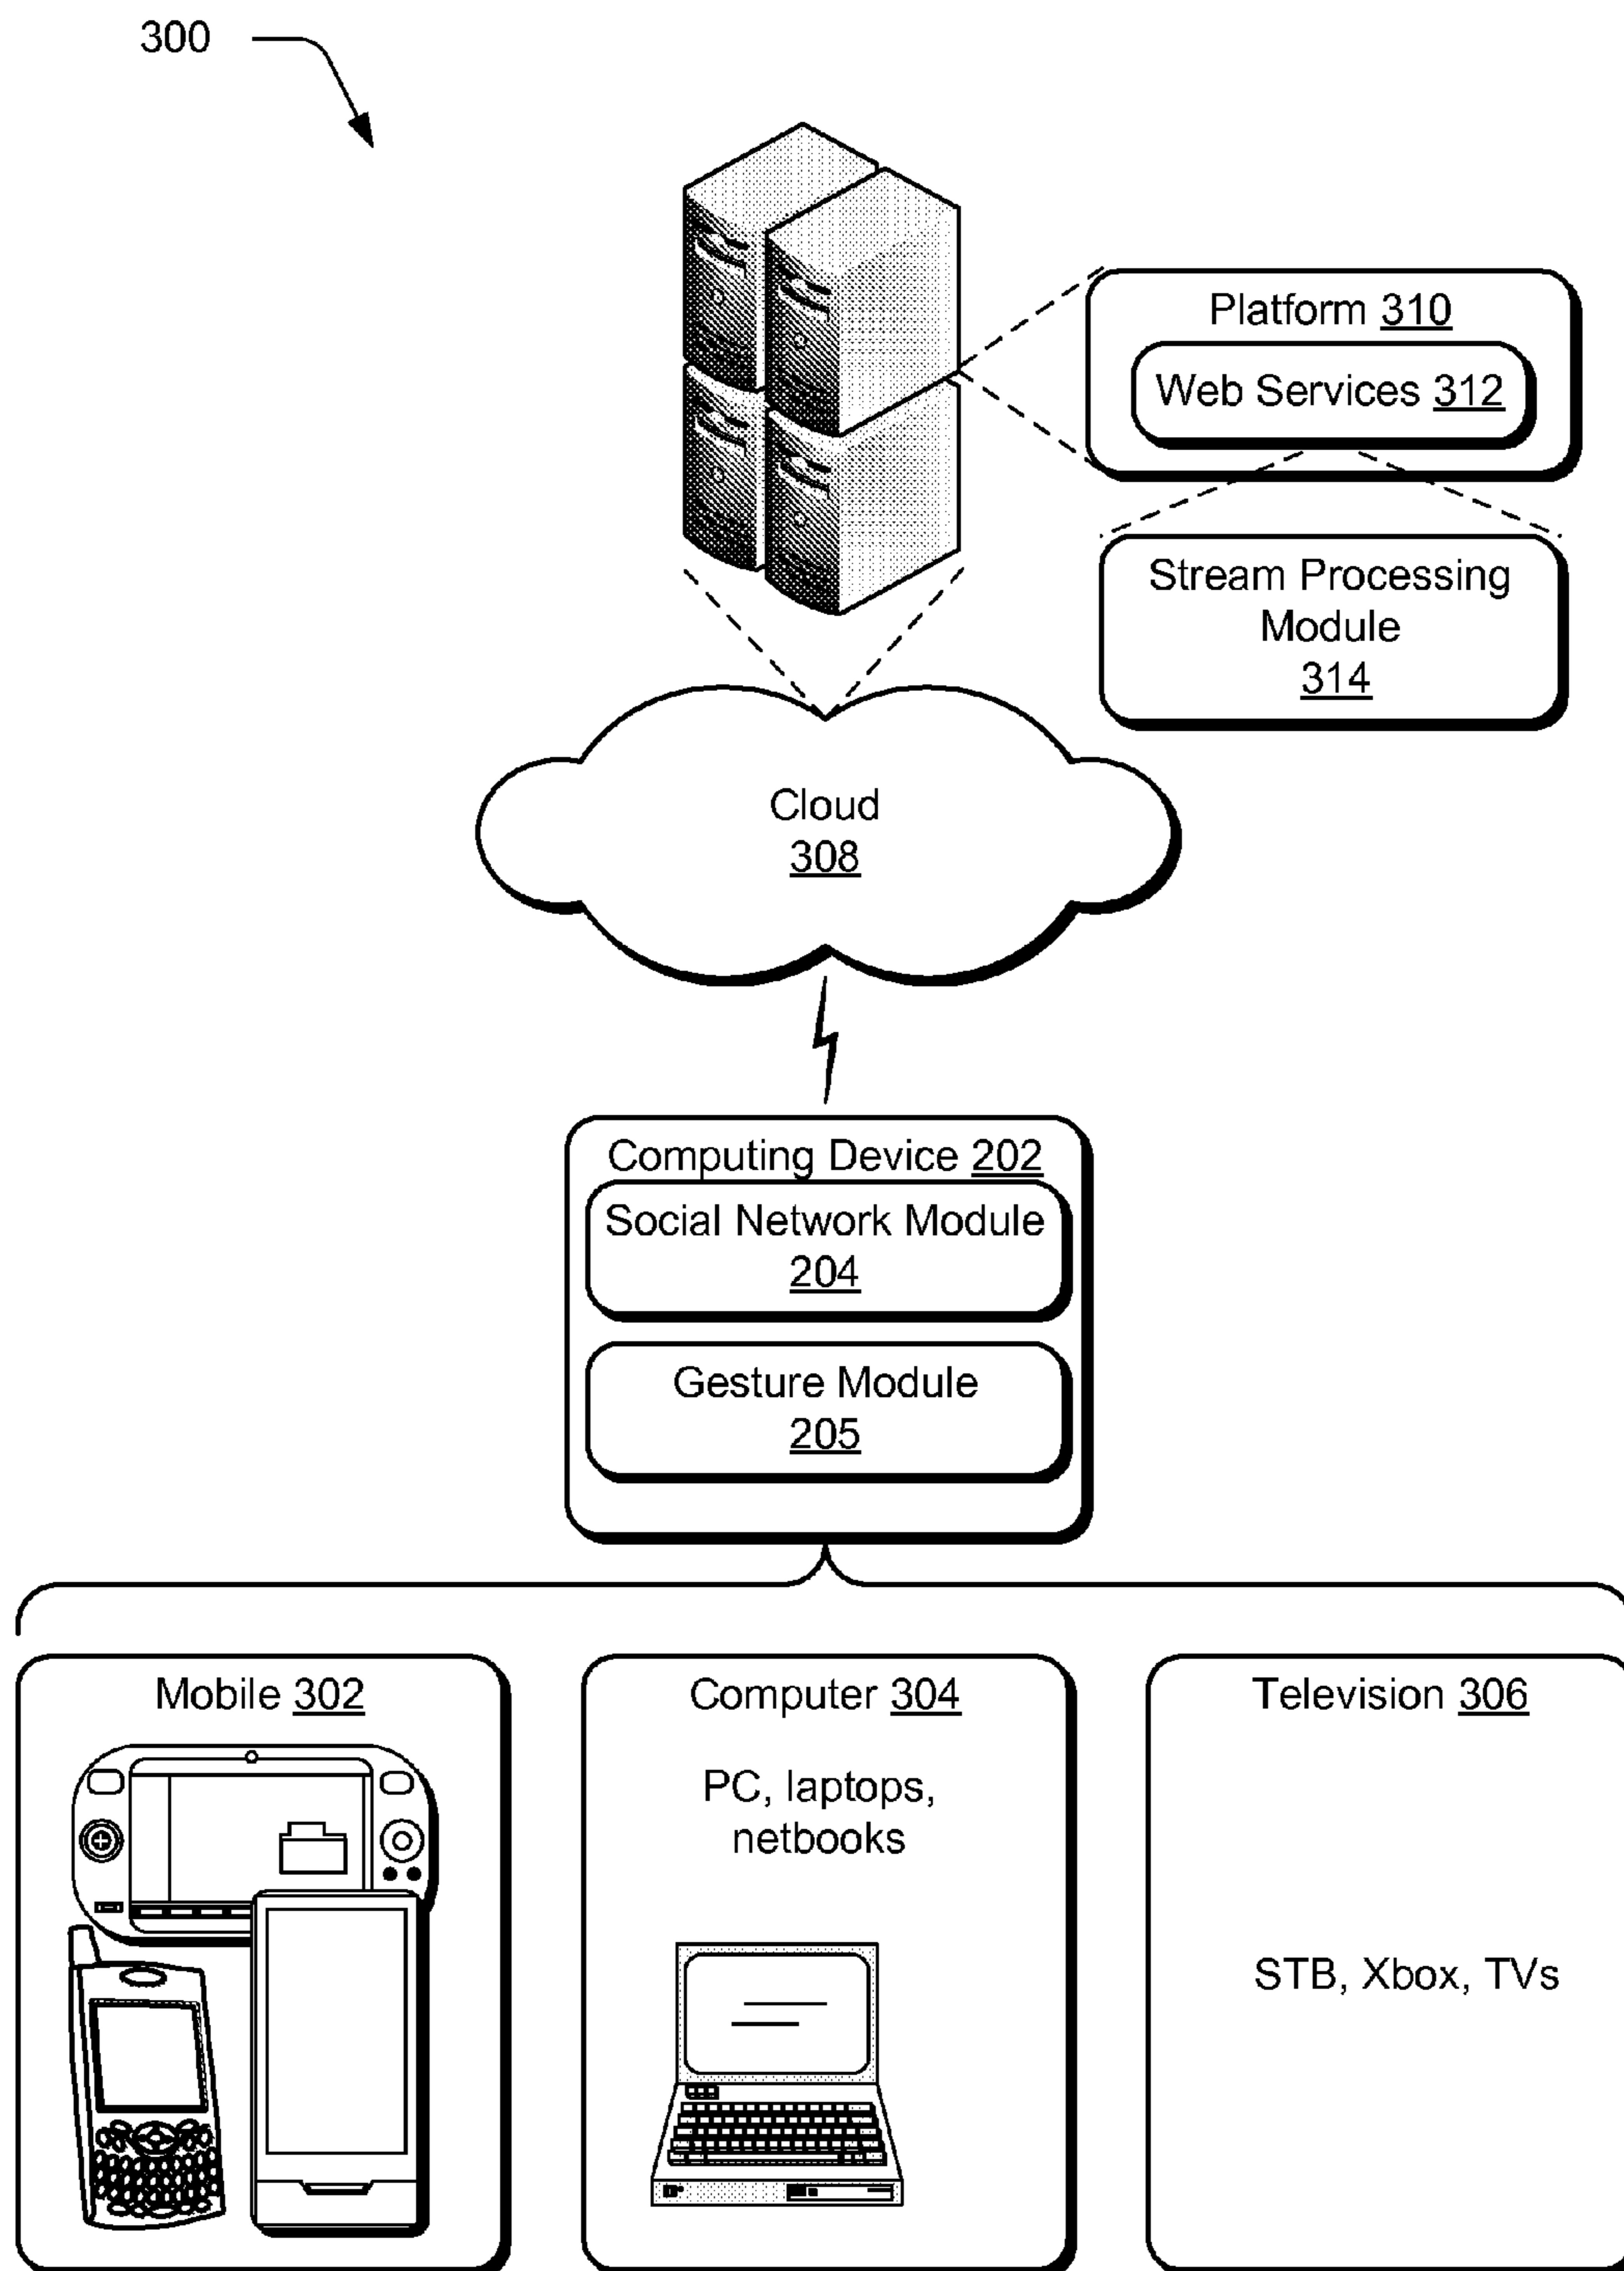 300
Platform 310
Web Services 312
Stream Processing
Module
314
Cloud
308
Computing Device 202
Social Network Module
204
Gesture Module
205
Mobile 302
Computer 304
PC, laptops,
netbooks
Television 306
STB, Xbox, TVs